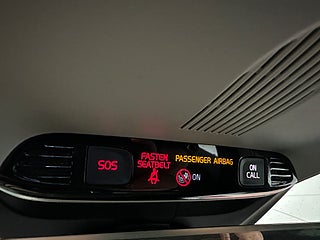 SOS
FASTEN
SEATBELT
PASSENGER AIRBAG
ON
ON
CALL